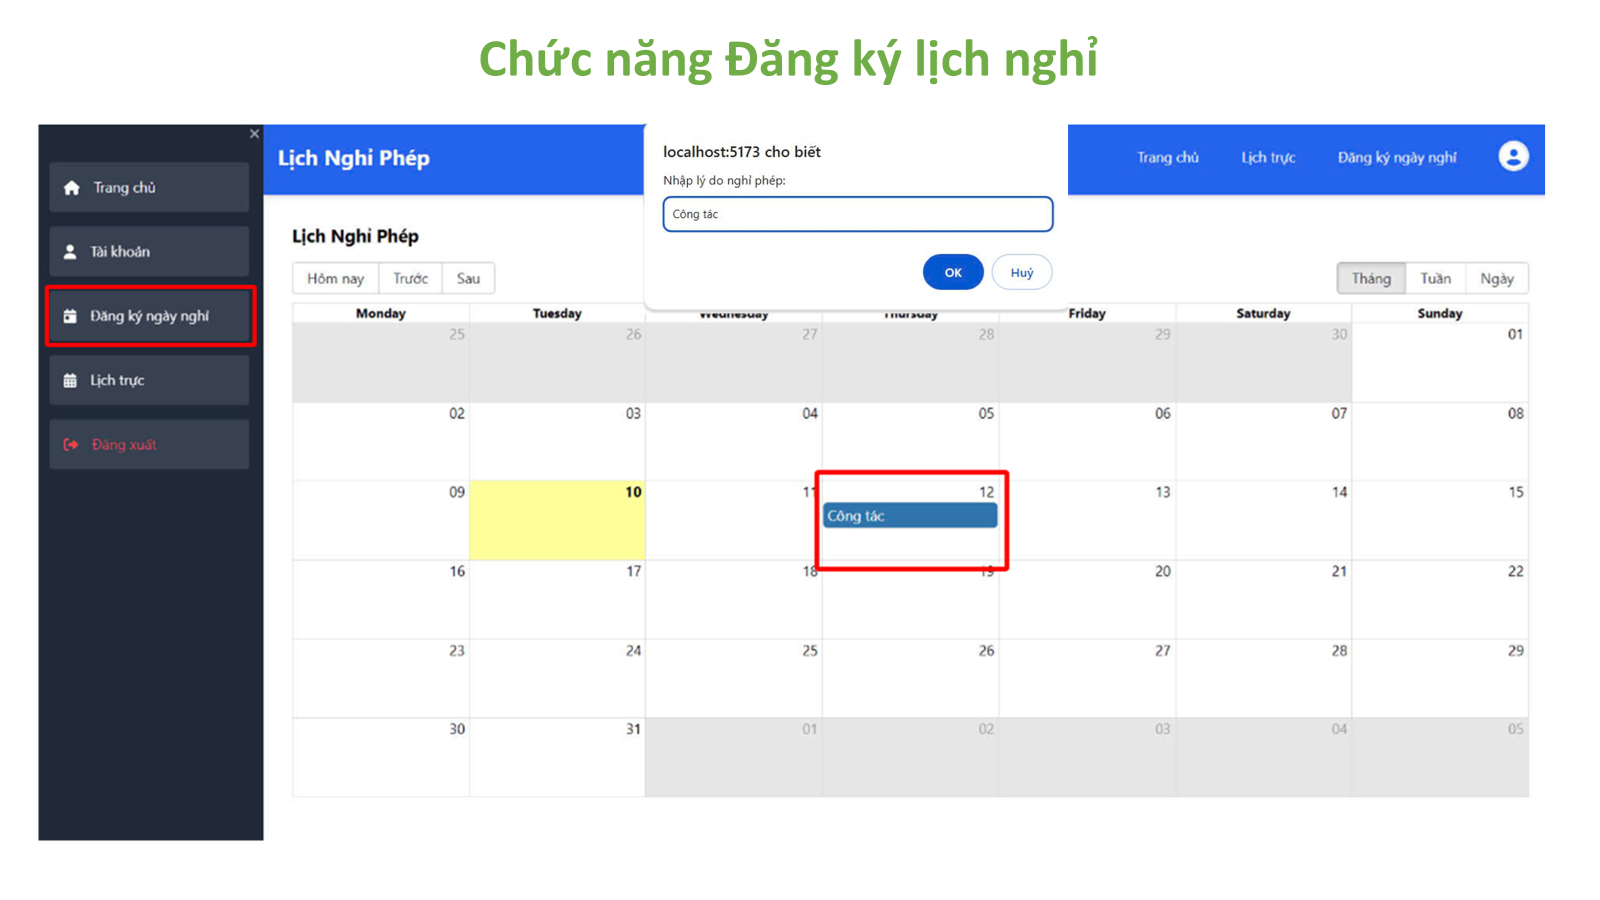 Chức năng Đăng ký lịch nghỉ
×
Trang chủ
Tài khoản
Đăng ký ngày nghỉ
Lịch trực
Đăng xuất
Lịch Nghỉ Phép
Trang chủ Lịch trực Đăng ký ngày nghỉ
localhost:5173 cho biết
Nhập lý do nghỉ phép:
Công tác
OK Huỷ
Lịch Nghỉ Phép
Hôm nay Trước Sau
Tháng Tuần Ngày
Monday Tuesday Wednesday Thursday Friday Saturday Sunday
25 26 27 28 29 30 01
02 03 04 05 06 07 08
09 10 11 12 13 14 15
Công tác
16 17 18 19 20 21 22
23 24 25 26 27 28 29
30 31 01 02 03 04 05